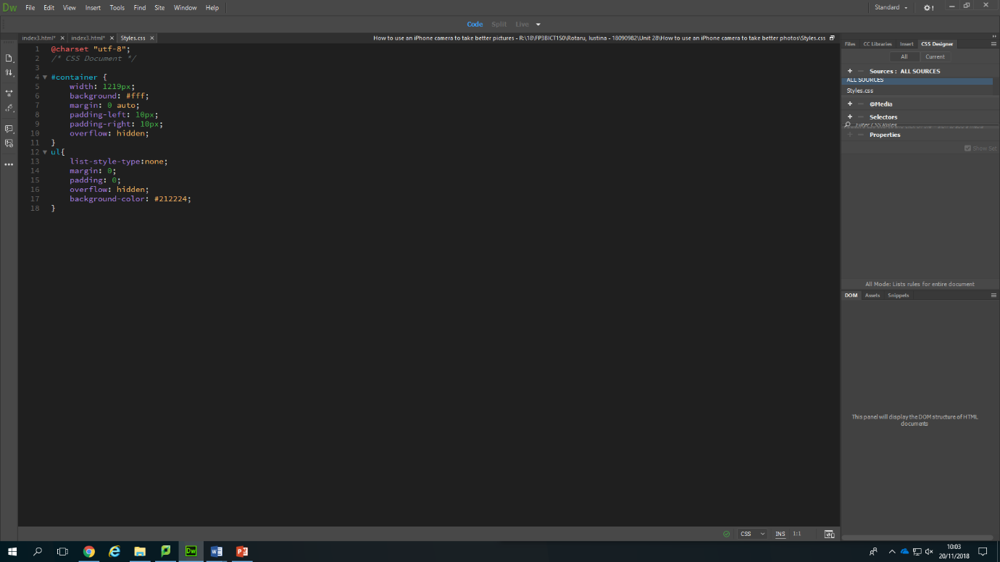 Dw File Edit View Insert Tools Find Site Window Help Standard
Code Split Live
index3.html* × index3.html* × Styles.css × How to use an iPhone camera to take better pictures - R:\18\FP3BICT1S0\Rotaru, Iustina - 18090982\Unit 28\How to use an iPhone camera to take better photos\Styles.css
1 @charset "utf-8";
2 /* CSS Document */
3
4 #container {
5 width: 1219px;
6 background: #fff;
7 margin: 0 auto;
8 padding-left: 10px;
9 padding-right: 10px;
10 overflow: hidden;
11 }
12 ul{
13 list-style-type:none;
14 margin: 0;
15 padding: 0;
16 overflow: hidden;
17 background-color: #212224;
18 }
Files CC Libraries Insert CSS Designer
All Current
+ − Sources : ALL SOURCES
ALL SOURCES
Styles.css
+ − @Media
+ − Selectors
Filter CSS Rules
+ − Properties
Show Set
All Mode: Lists rules for entire document
DOM Assets Snippets
This panel will display the DOM structure of HTML
documents
CSS INS 1:1
Dw
10:03
20/11/2018